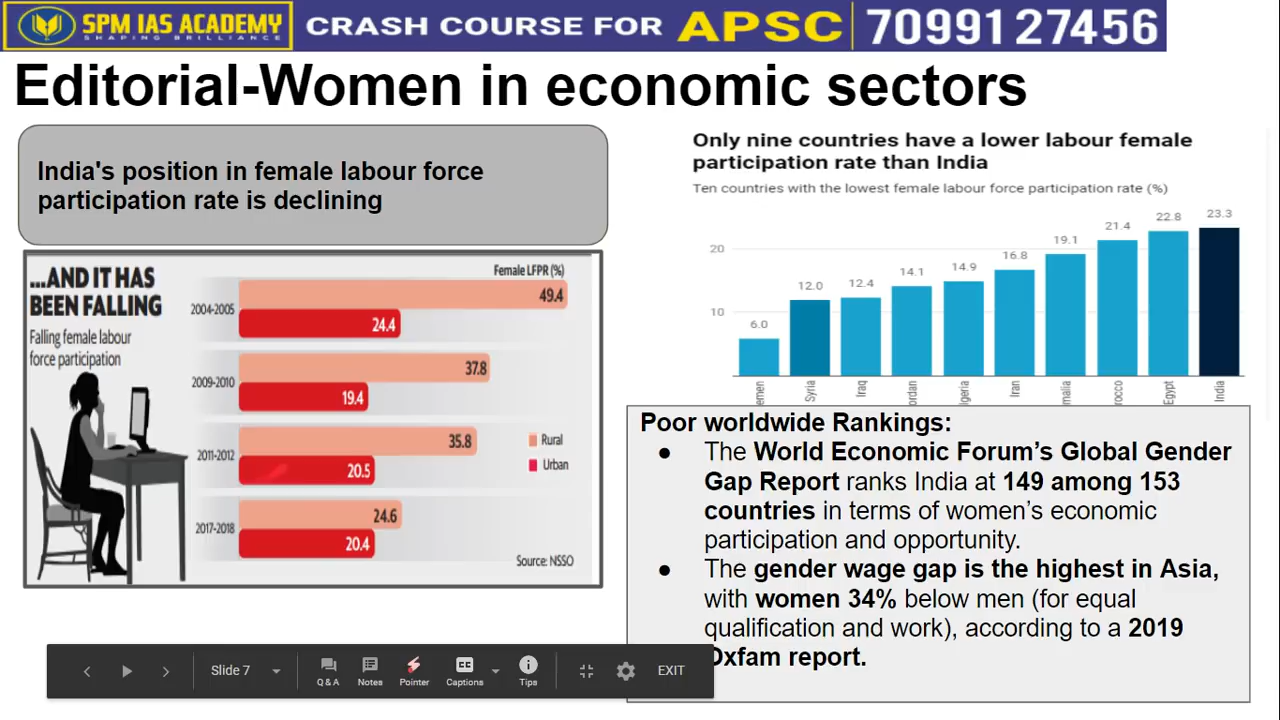 SPM IAS ACADEMY
SHAPING BRILLIANCE
CRASH COURSE FOR APSC 7099127456
Editorial-Women in economic sectors
India's position in female labour force
participation rate is declining
...AND IT HAS
BEEN FALLING
Falling female labour
force participation
Female LFPR (%)
2004-2005
49.4
24.4
2009-2010
37.8
19.4
2011-2012
35.8
20.5
2017-2018
24.6
20.4
Rural
Urban
Source: NSSO
Only nine countries have a lower labour female
participation rate than India
Ten countries with the lowest female labour force participation rate (%)
20
10
6.0
12.0
12.4
14.1
14.9
16.8
19.1
21.4
22.8
23.3
Syria
Iraq
Iran
Egypt
India
Poor worldwide Rankings:
● The World Economic Forum's Global Gender
Gap Report ranks India at 149 among 153
countries in terms of women's economic
participation and opportunity.
● The gender wage gap is the highest in Asia,
with women 34% below men (for equal
qualification and work), according to a 2019
Oxfam report.
Slide 7
Q & A
Notes
Pointer
CC
Captions
Tips
EXIT